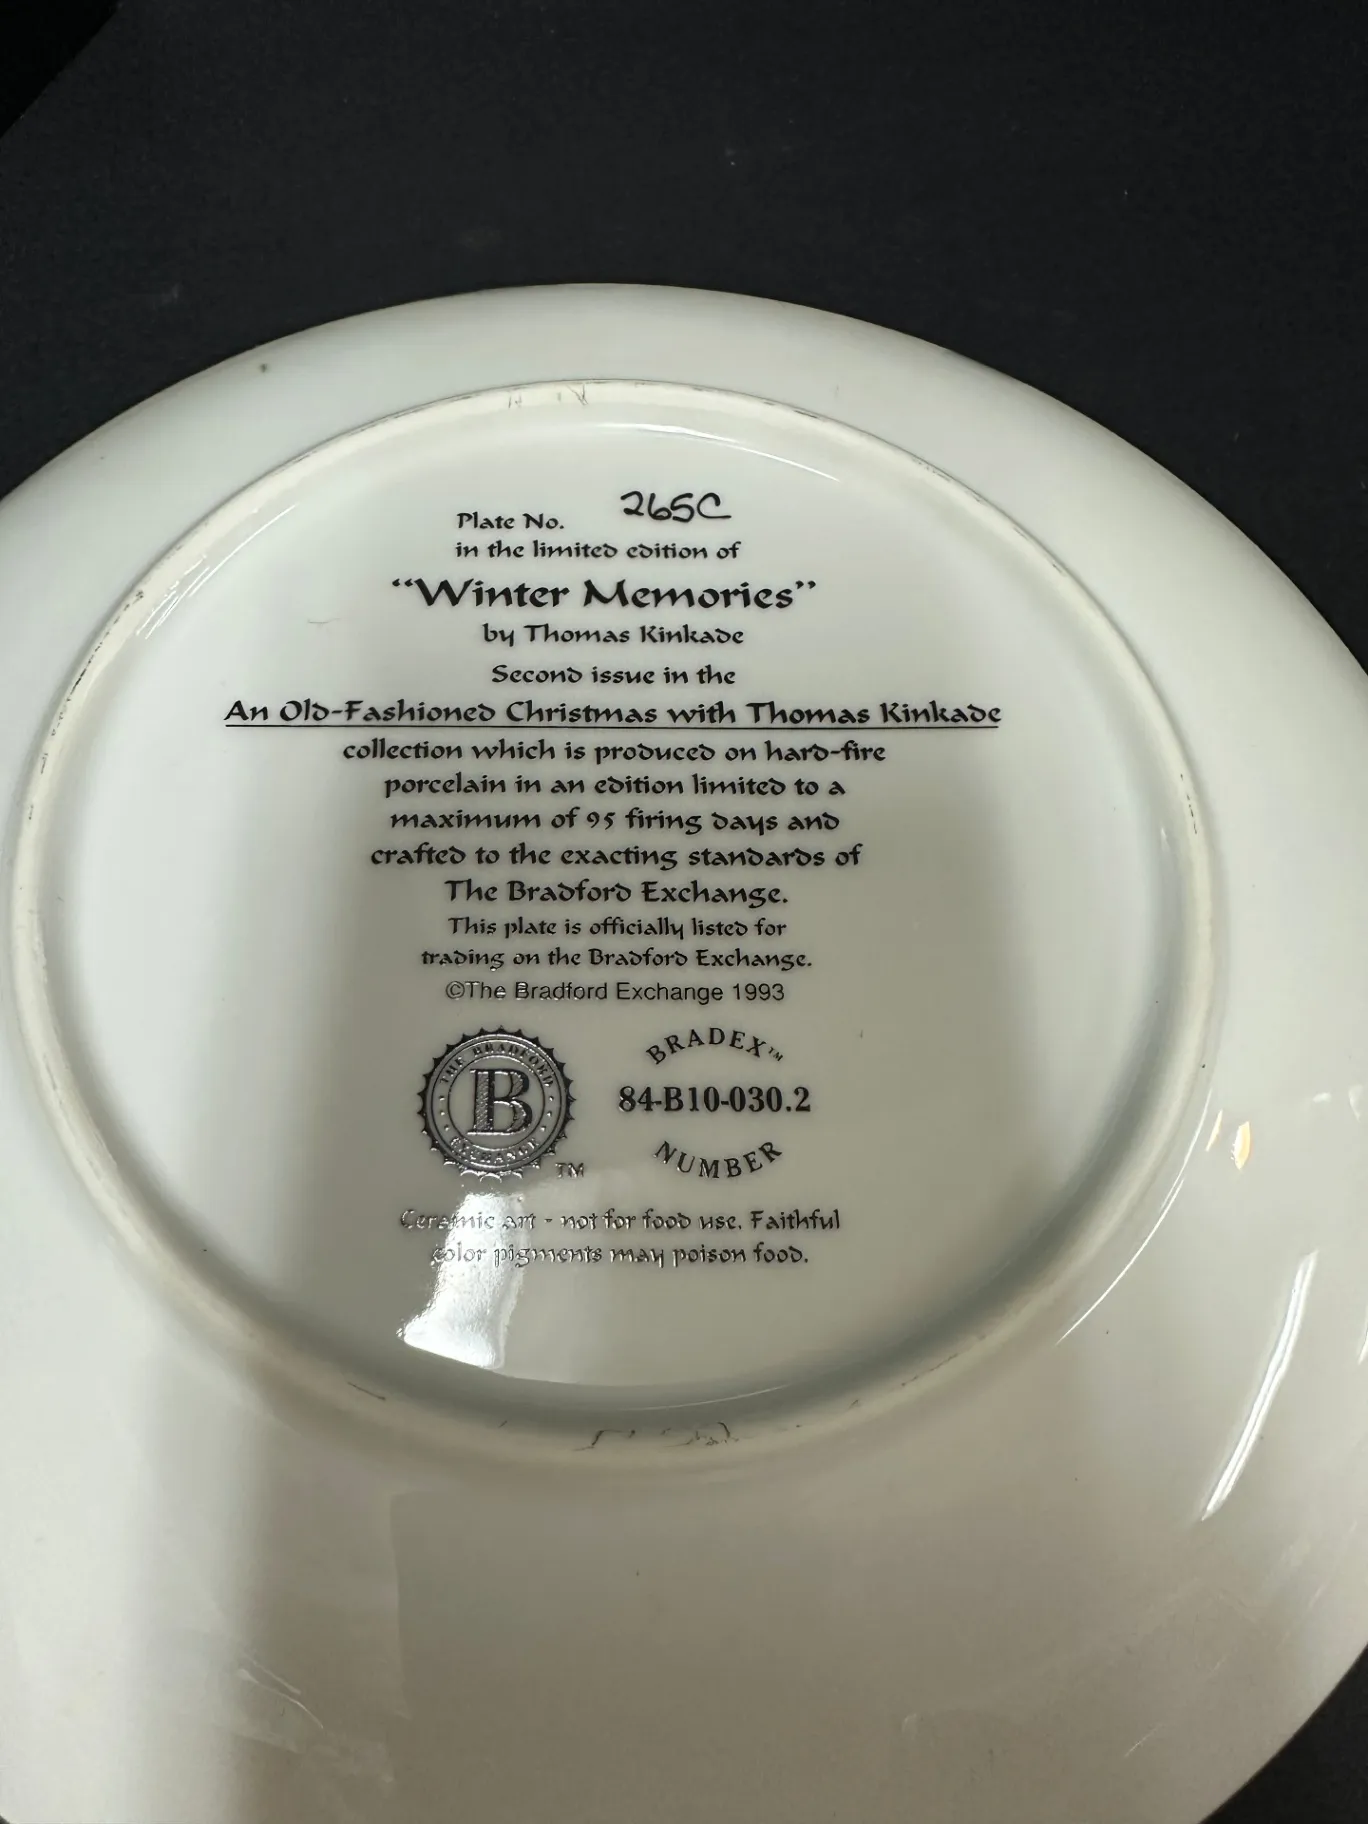 Plate No. 265C
in the limited edition of
“Winter Memories”
by Thomas Kinkade
Second issue in the
An Old-Fashioned Christmas with Thomas Kinkade
collection which is produced on hard-fire
porcelain in an edition limited to a
maximum of 95 firing days and
crafted to the exacting standards of
The Bradford Exchange.
This plate is officially listed for
trading on the Bradford Exchange.
©The Bradford Exchange 1993
THE BRADFORD
B
EXCHANGE
TM
BRADEX™
84-B10-030.2
NUMBER
Ceramic art - not for food use. Faithful
color pigments may poison food.